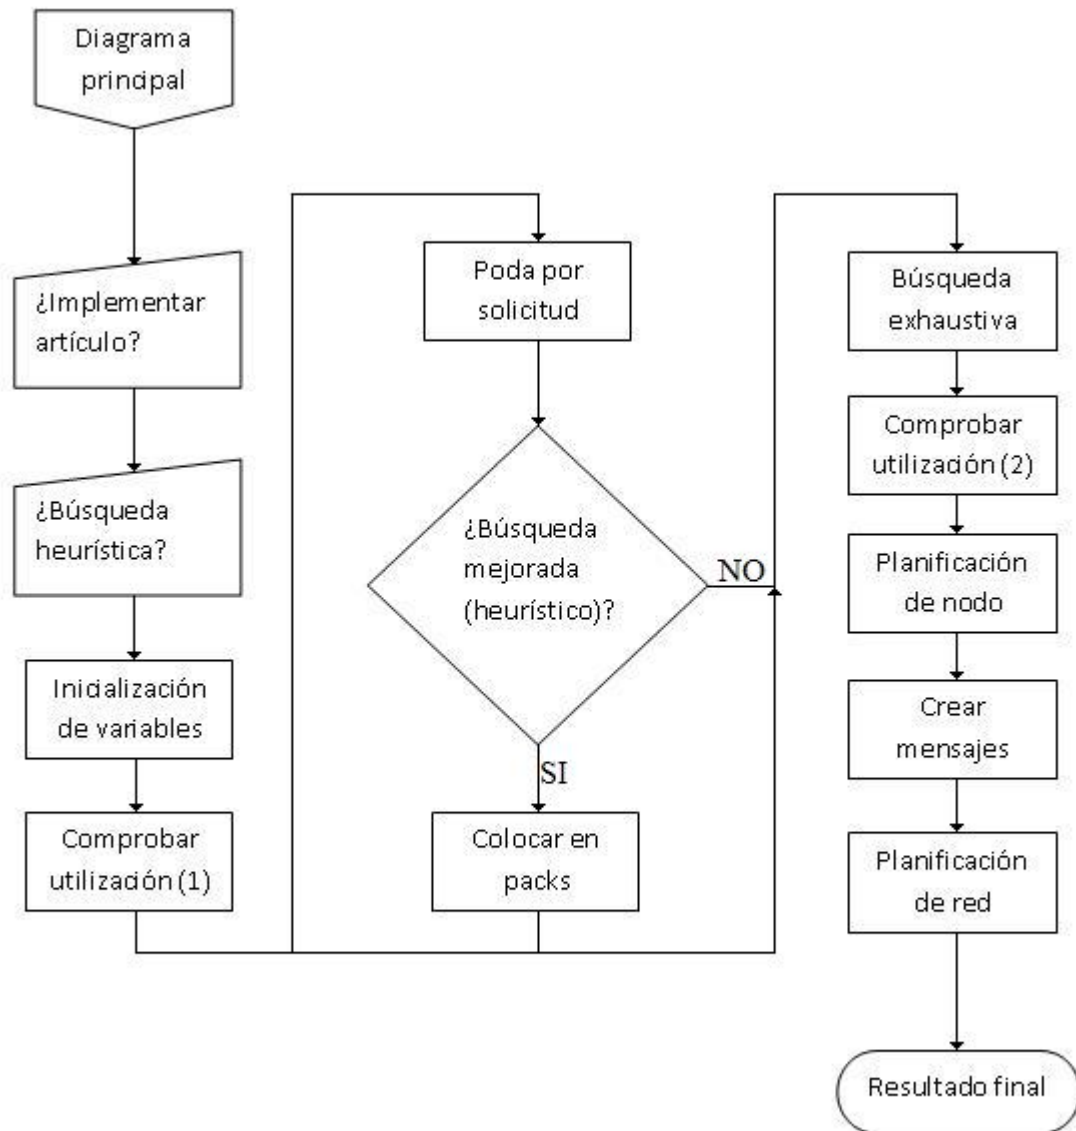 Diagrama
principal
¿Implementar
artículo?
¿Búsqueda
heurística?
Inicialización
de variables
Comprobar
utilización (1)
Poda por
solicitud
¿Búsqueda
mejorada
(heurístico)?
NO
SI
Colocar en
packs
Búsqueda
exhaustiva
Comprobar
utilización (2)
Planificación
de nodo
Crear
mensajes
Planificación
de red
Resultado final